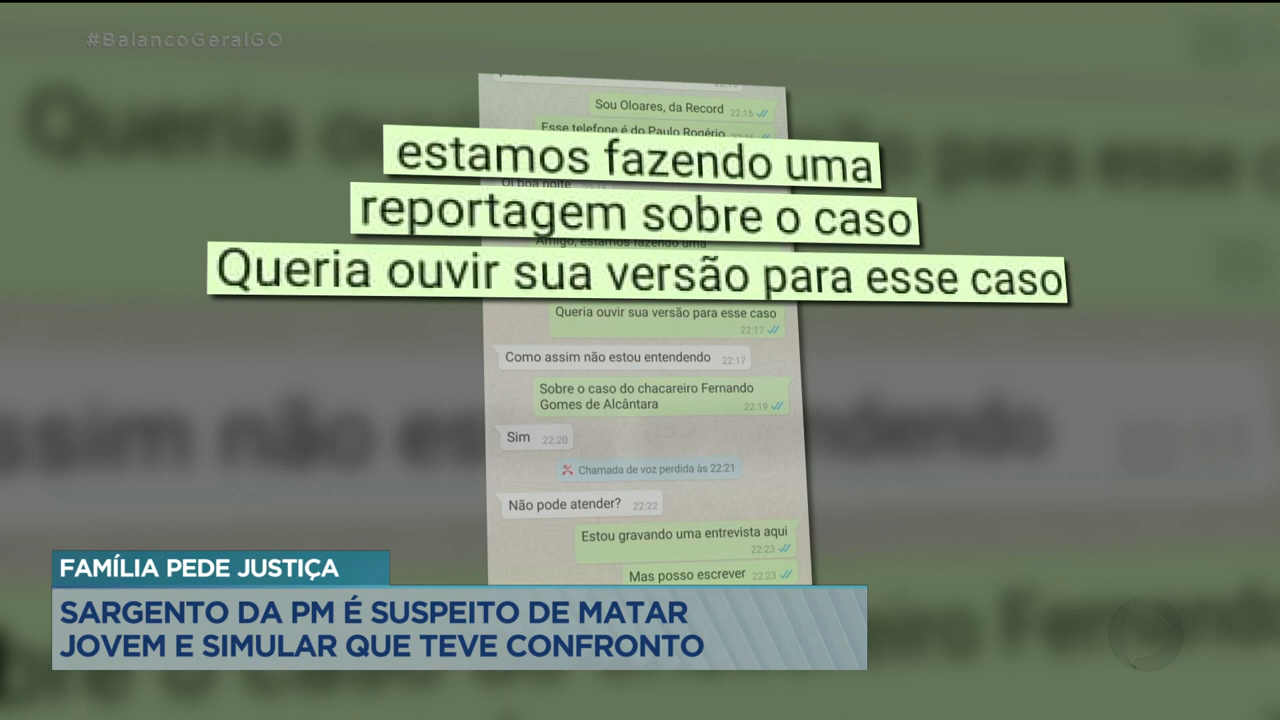 #BalancoGeralGO
Sou Oloares, da Record 22:15
Esse telefone é do Paulo Rogério
estamos fazendo uma
Oi boa noite
reportagem sobre o caso
Amigo, estamos fazendo uma
Queria ouvir sua versão para esse caso
Queria ouvir sua versão para esse caso
22:17
Como assim não estou entendendo 22:17
Sobre o caso do chacareiro Fernando
Gomes de Alcântara 22:19
Sim 22:20
Chamada de voz perdida às 22:21
Não pode atender? 22:22
Estou gravando uma entrevista aqui
22:23
Mas posso escrever 22:23
FAMÍLIA PEDE JUSTIÇA
SARGENTO DA PM É SUSPEITO DE MATAR
JOVEM E SIMULAR QUE TEVE CONFRONTO